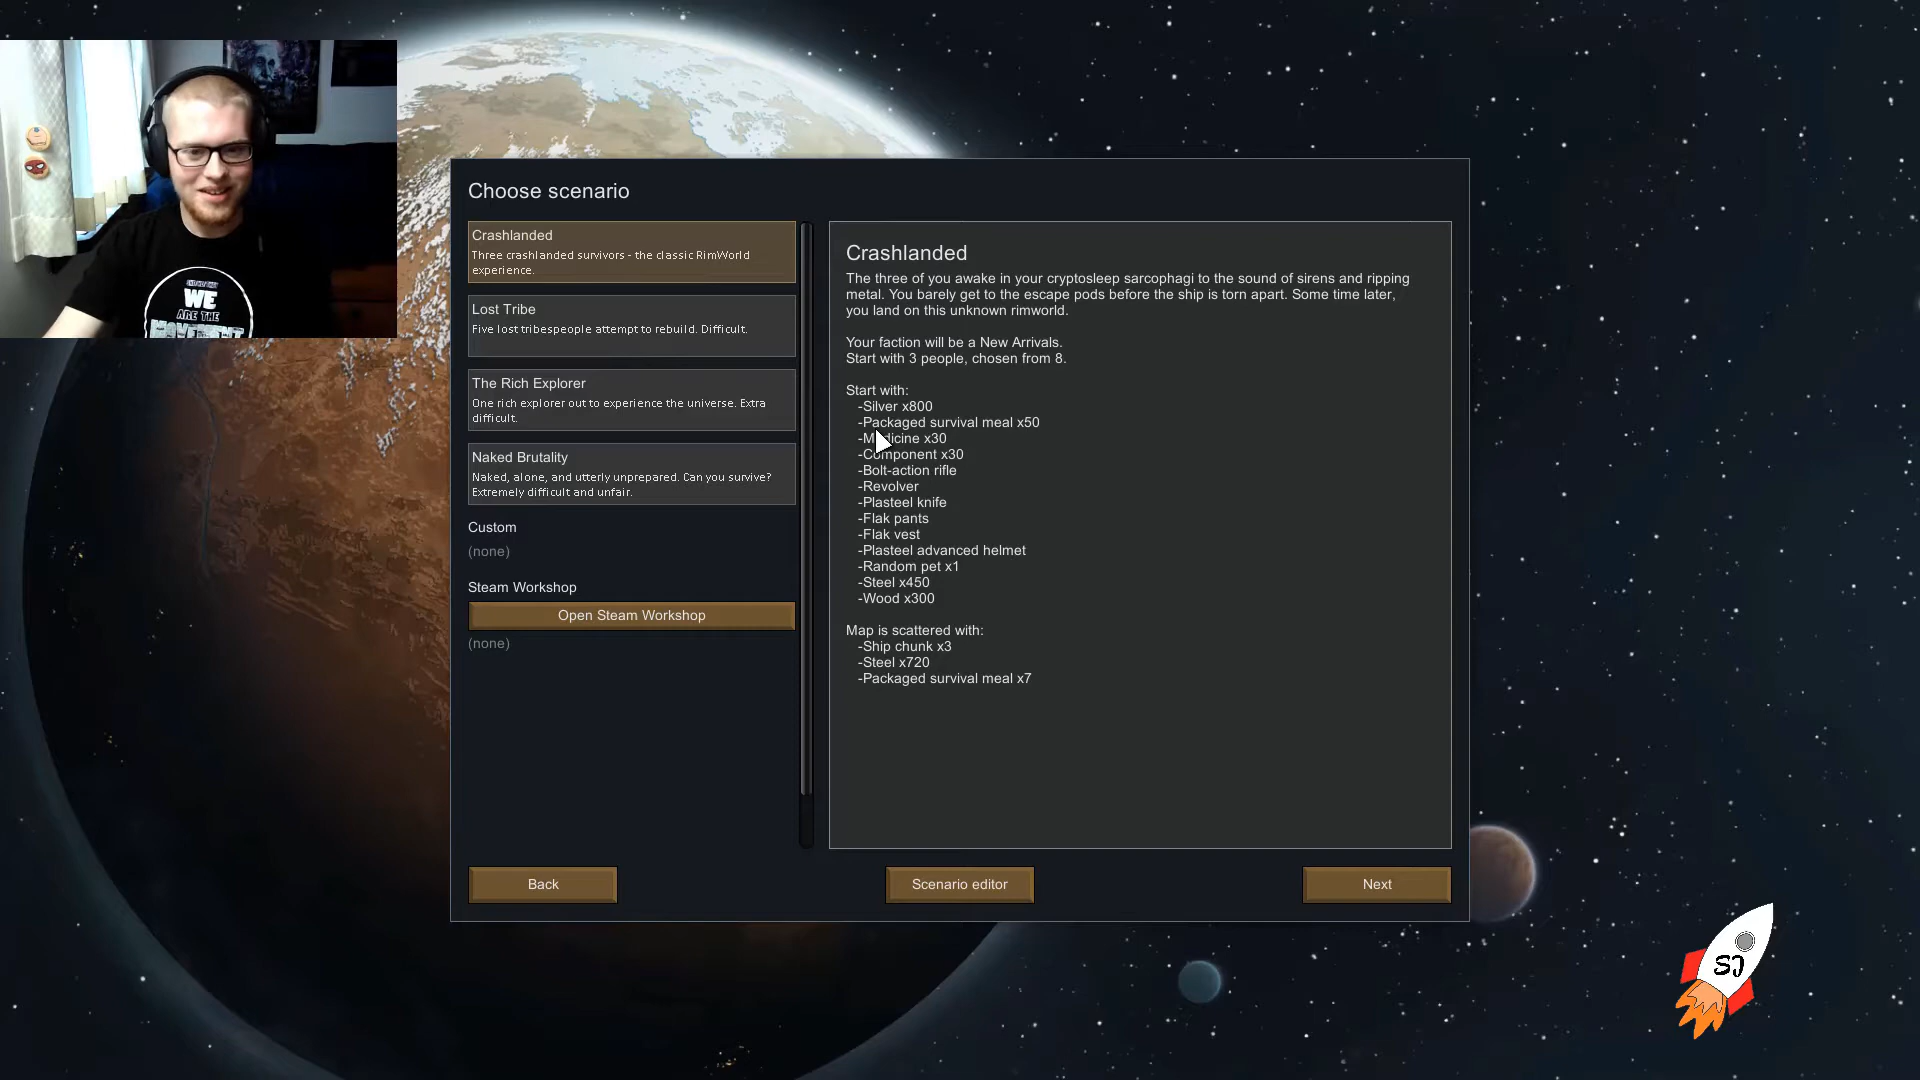 Choose scenario
Crashlanded
Three crashlanded survivors - the classic RimWorld
experience.
Lost Tribe
Five lost tribespeople attempt to rebuild. Difficult.
The Rich Explorer
One rich explorer out to experience the universe. Extra
difficult.
Naked Brutality
Naked, alone, and utterly unprepared. Can you survive?
Extremely difficult and unfair.
Custom
(none)
Steam Workshop
Open Steam Workshop
(none)
Crashlanded
The three of you awake in your cryptosleep sarcophagi to the sound of sirens and ripping
metal. You barely get to the escape pods before the ship is torn apart. Some time later,
you land on this unknown rimworld.
Your faction will be a New Arrivals.
Start with 3 people, chosen from 8.
Start with:
-Silver x800
-Packaged survival meal x50
-Medicine x30
-Component x30
-Bolt-action rifle
-Revolver
-Plasteel knife
-Flak pants
-Flak vest
-Plasteel advanced helmet
-Random pet x1
-Steel x450
-Wood x300
Map is scattered with:
-Ship chunk x3
-Steel x720
-Packaged survival meal x7
Back
Scenario editor
Next
WE
ARE THE
MOVEMENT
SJ